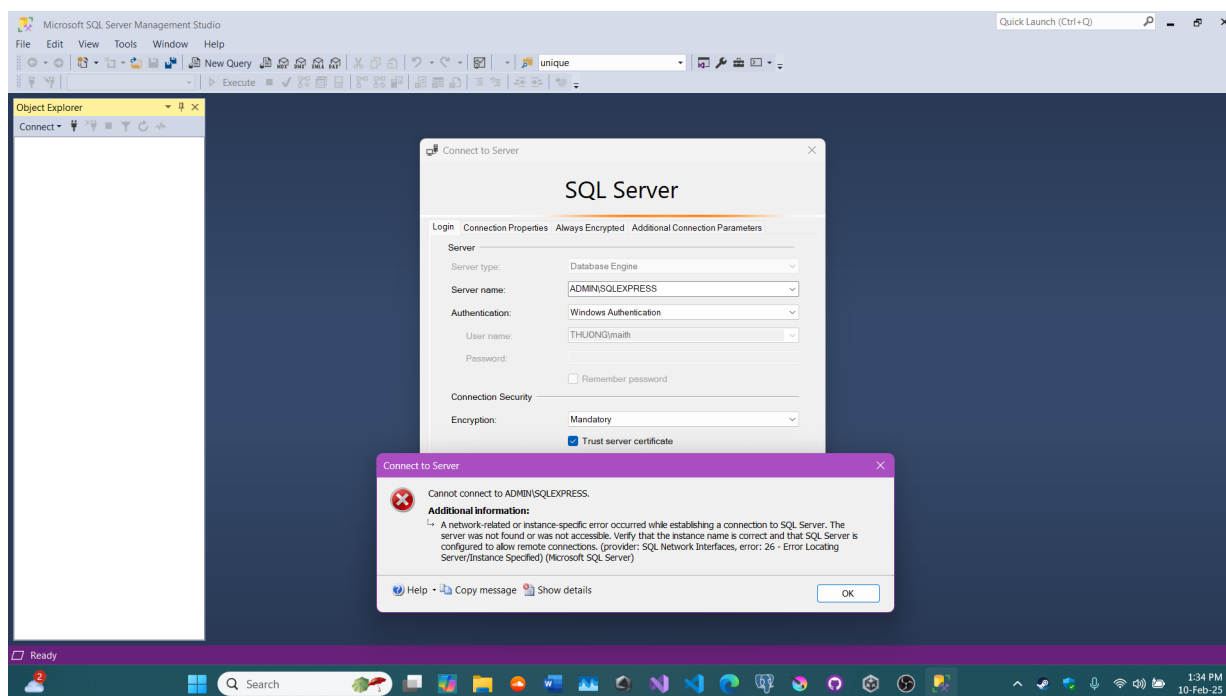 Microsoft SQL Server Management Studio
Quick Launch (Ctrl+Q)
File Edit View Tools Window Help
New Query MDX DMX XMLA DAX unique
Execute
Object Explorer
Connect
Connect to Server
SQL Server
Login Connection Properties Always Encrypted Additional Connection Parameters
Server
Server type: Database Engine
Server name: ADMIN\SQLEXPRESS
Authentication: Windows Authentication
User name: THUONG\maith
Password:
Remember password
Connection Security
Encryption: Mandatory
Trust server certificate
Connect to Server
Cannot connect to ADMIN\SQLEXPRESS.
Additional information:
A network-related or instance-specific error occurred while establishing a connection to SQL Server. The
server was not found or was not accessible. Verify that the instance name is correct and that SQL Server is
configured to allow remote connections. (provider: SQL Network Interfaces, error: 26 - Error Locating
Server/Instance Specified) (Microsoft SQL Server)
Help Copy message Show details
OK
Ready
2
Search
1:34 PM
10-Feb-25